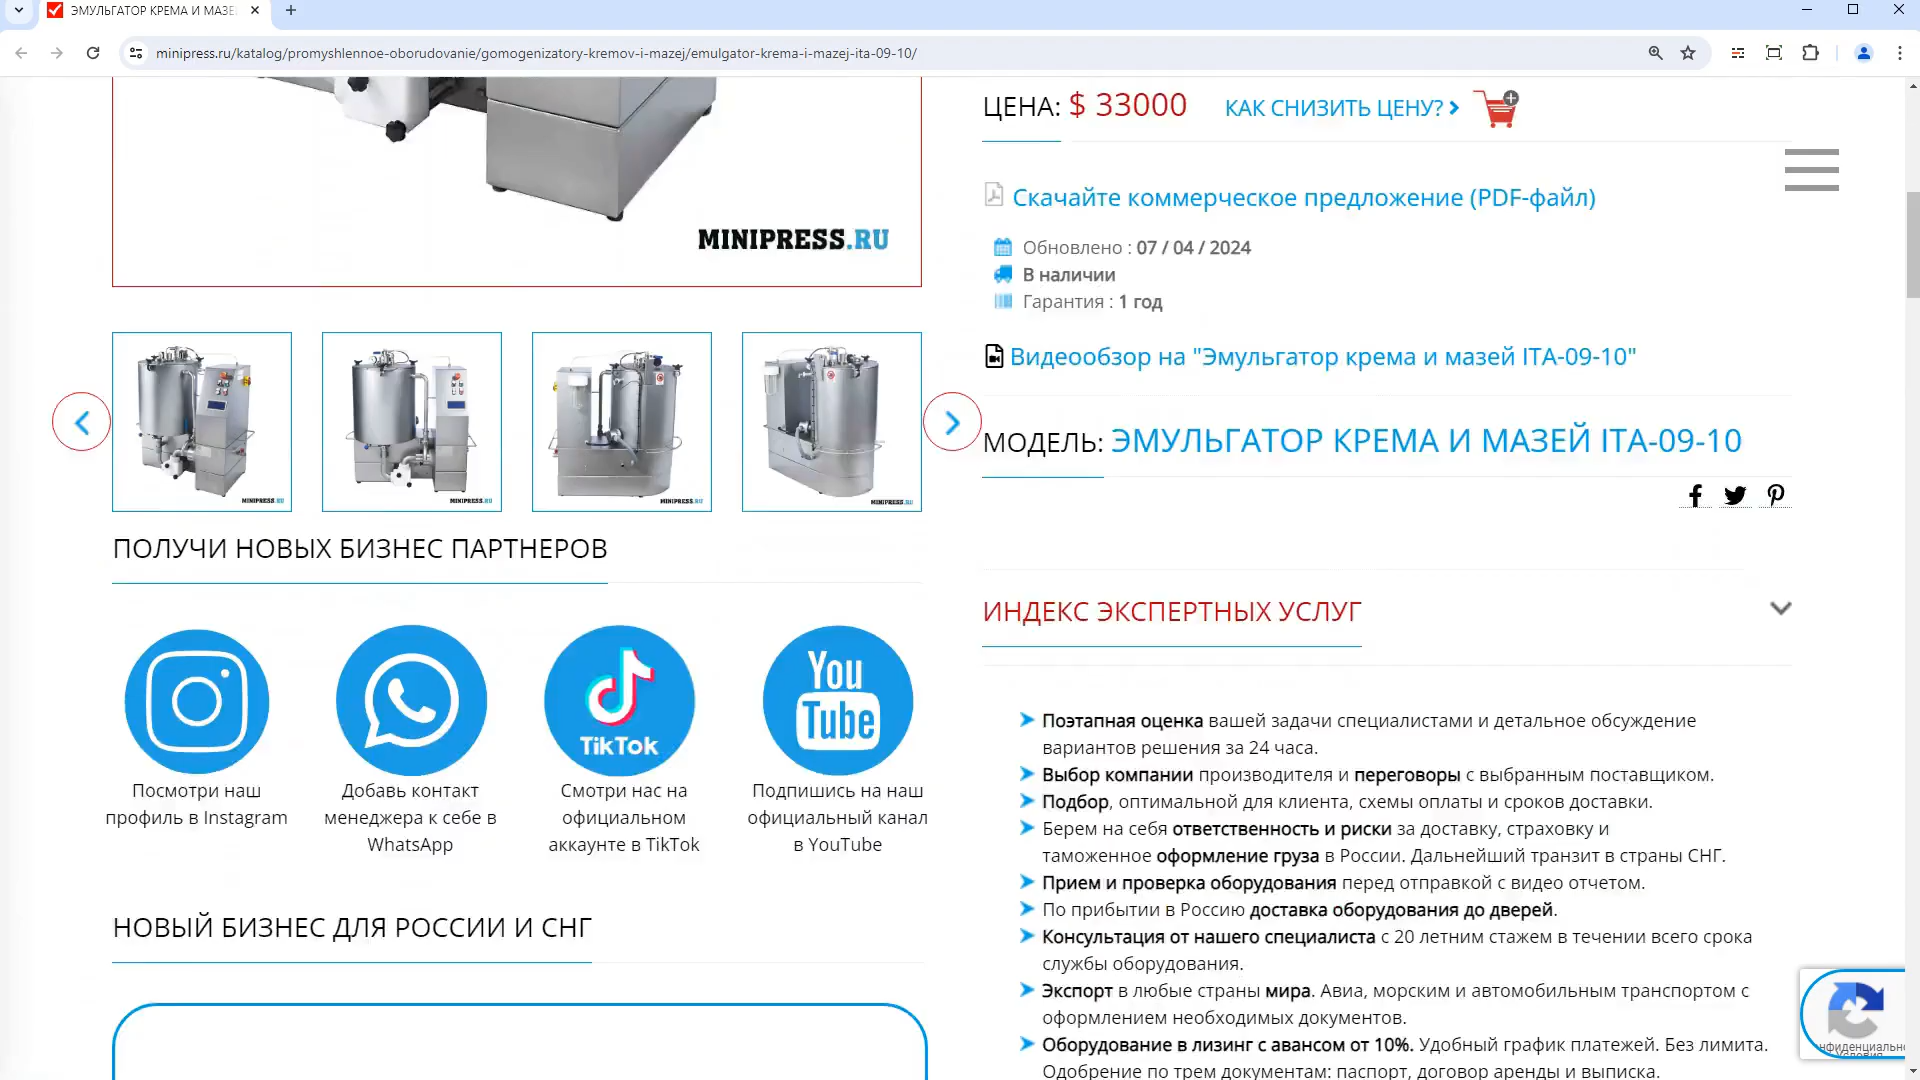 ЭМУЛЬГАТОР КРЕМА И МАЗЕ
minipress.ru/katalog/promyshlennoe-oborudovanie/gomogenizatory-kremov-i-mazej/emulgator-krema-i-mazej-ita-09-10/
MINIPRESS.RU
MINIPRESS.RU
MINIPRESS.RU
MINIPRESS.RU
MINIPRESS.RU
ПОЛУЧИ НОВЫХ БИЗНЕС ПАРТНЕРОВ
TikTok
You
Tube
Посмотри наш
профиль в Instagram
Добавь контакт
менеджера к себе в
WhatsApp
Смотри нас на
официальном
аккаунте в TikTok
Подпишись на наш
официальный канал
в YouTube
НОВЫЙ БИЗНЕС ДЛЯ РОССИИ И СНГ
ЦЕНА: $ 33000 КАК СНИЗИТЬ ЦЕНУ?
Скачайте коммерческое предложение (PDF-файл)
Обновлено : 07 / 04 / 2024
В наличии
Гарантия : 1 год
Видеообзор на "Эмульгатор крема и мазей ITA-09-10"
МОДЕЛЬ: ЭМУЛЬГАТОР КРЕМА И МАЗЕЙ ITA-09-10
ИНДЕКС ЭКСПЕРТНЫХ УСЛУГ
Поэтапная оценка вашей задачи специалистами и детальное обсуждение
вариантов решения за 24 часа.
Выбор компании производителя и переговоры с выбранным поставщиком.
Подбор, оптимальной для клиента, схемы оплаты и сроков доставки.
Берем на себя ответственность и риски за доставку, страховку и
таможенное оформление груза в России. Дальнейший транзит в страны СНГ.
Прием и проверка оборудования перед отправкой с видео отчетом.
По прибытии в Россию доставка оборудования до дверей.
Консультация от нашего специалиста с 20 летним стажем в течении всего срока
службы оборудования.
Экспорт в любые страны мира. Авиа, морским и автомобильным транспортом с
оформлением необходимых документов.
Оборудование в лизинг с авансом от 10%. Удобный график платежей. Без лимита.
Одобрение по трем документам: паспорт, договор аренды и выписка.